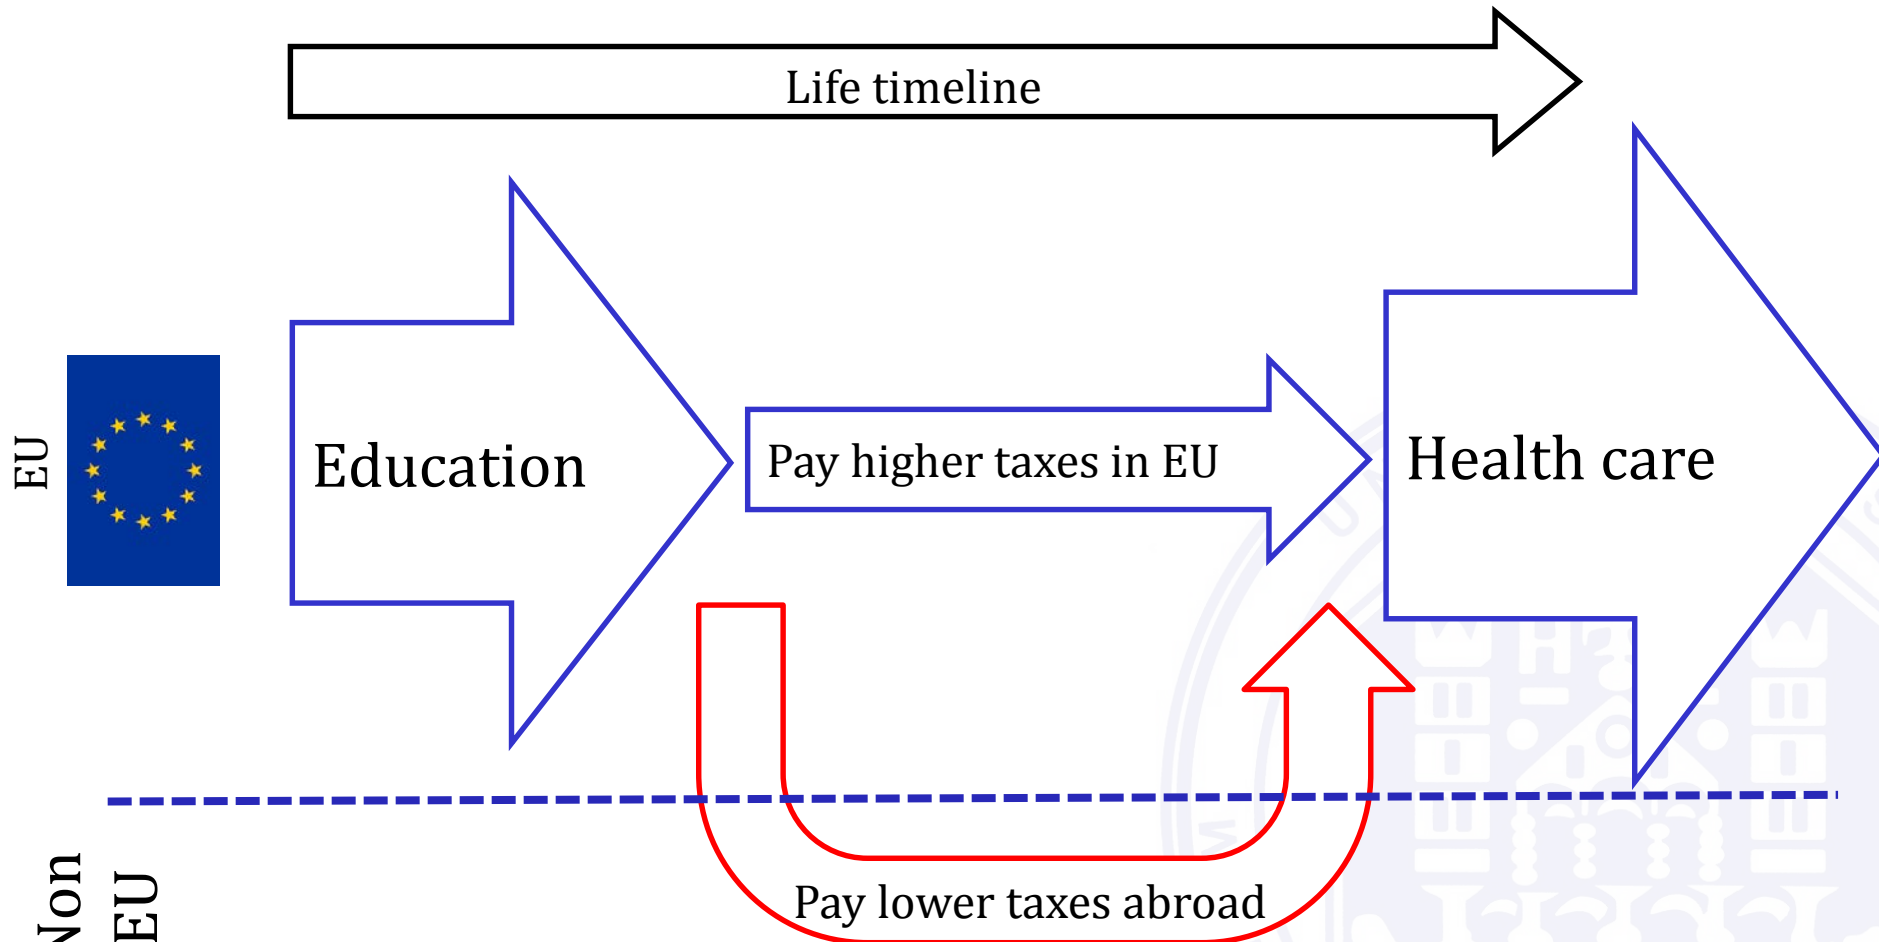 Life timeline
EU
Education
Pay higher taxes in EU
Health care
Pay lower taxes abroad
Non
EU